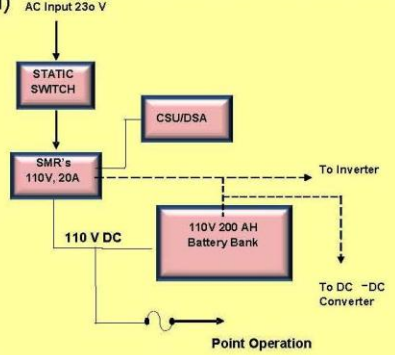 AC Input 23o V
STATIC
SWITCH
CSU/DSA
SMR's
110V, 20A
To Inverter
110V 200 AH
Battery Bank
110 V DC
To DC -DC
Converter
Point Operation